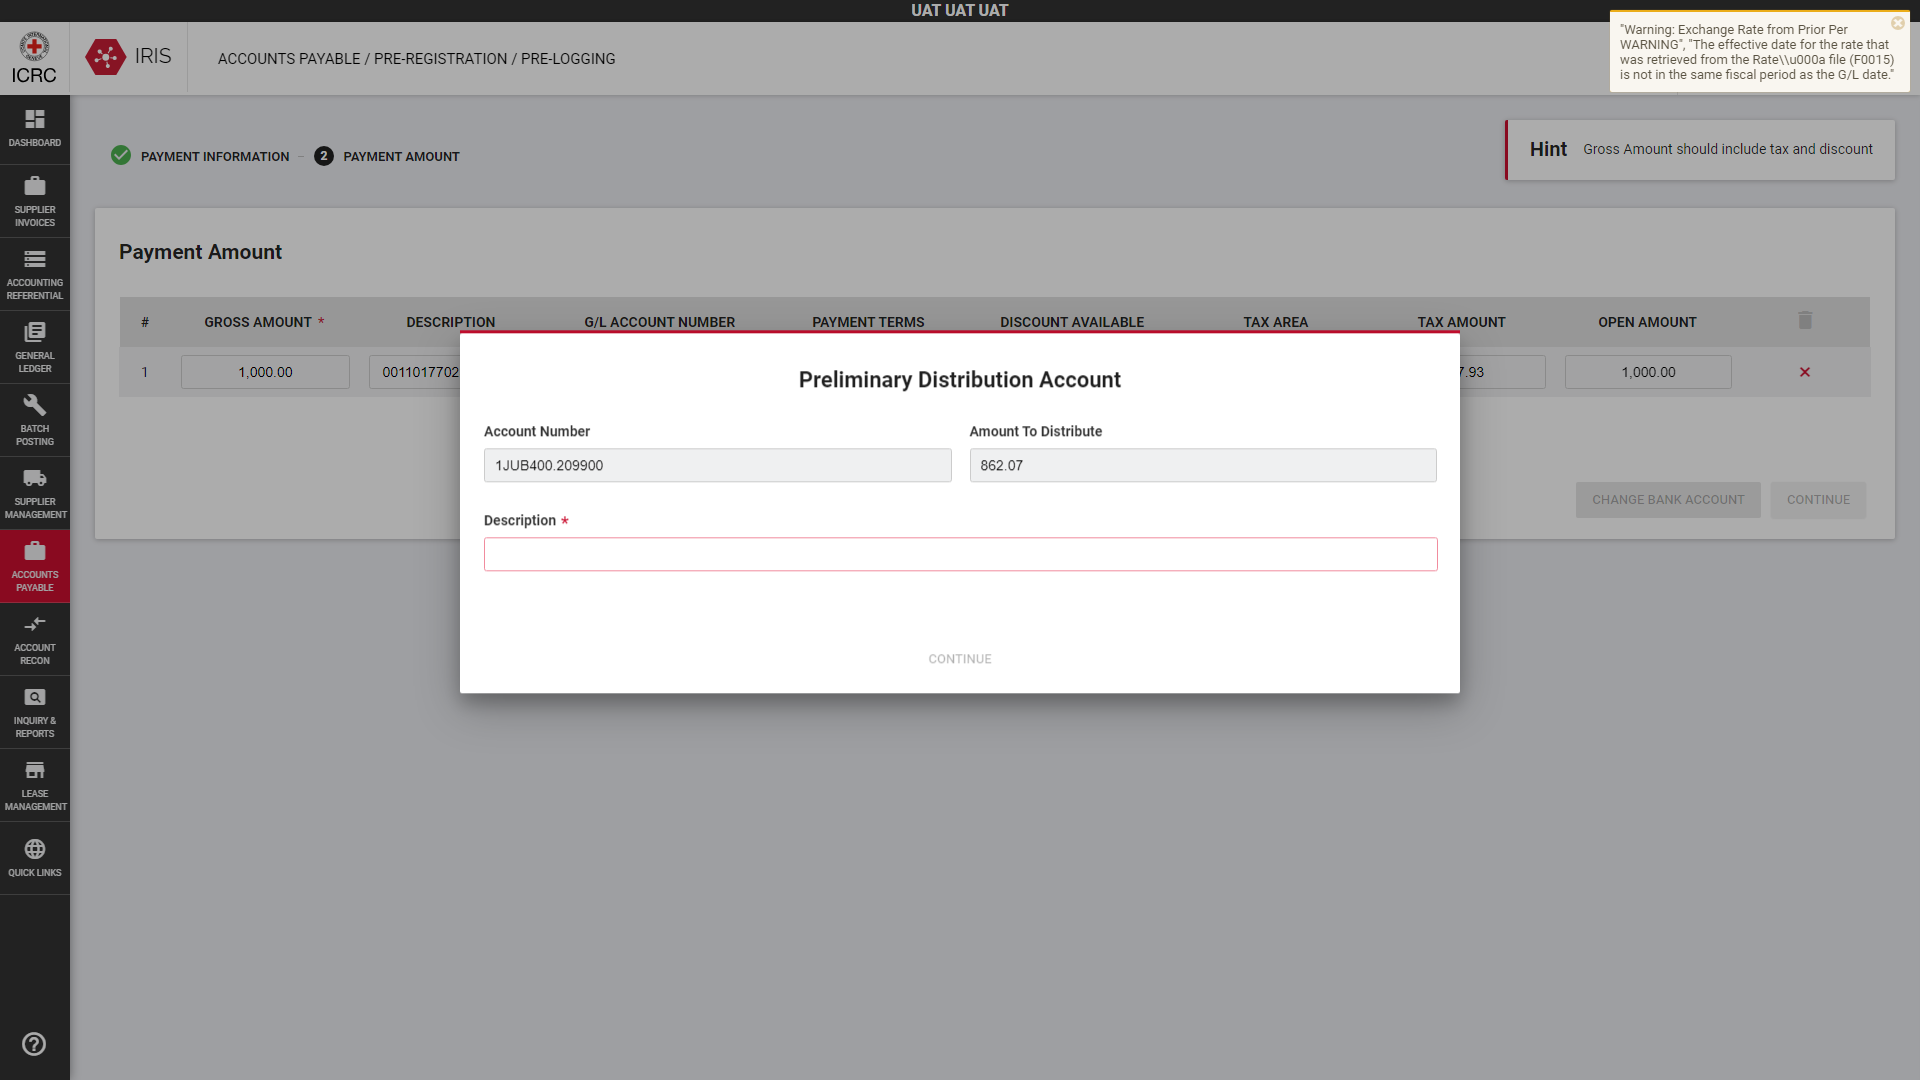 UAT UAT UAT
ICRC
IRIS
ACCOUNTS PAYABLE / PRE-REGISTRATION / PRE-LOGGING
"Warning: Exchange Rate from Prior Per
WARNING", "The effective date for the rate that
was retrieved from the Rate\\u000a file (F0015)
is not in the same fiscal period as the G/L date."
DASHBOARD
SUPPLIER
INVOICES
ACCOUNTING
REFERENTIAL
GENERAL
LEDGER
BATCH
POSTING
SUPPLIER
MANAGEMENT
ACCOUNTS
PAYABLE
ACCOUNT
RECON
INQUIRY &
REPORTS
LEASE
MANAGEMENT
QUICK LINKS
PAYMENT INFORMATION
2 PAYMENT AMOUNT
Hint Gross Amount should include tax and discount
Payment Amount
# GROSS AMOUNT * DESCRIPTION G/L ACCOUNT NUMBER PAYMENT TERMS DISCOUNT AVAILABLE TAX AREA TAX AMOUNT OPEN AMOUNT
1 1,000.00 0011017702 7.93 1,000.00
CHANGE BANK ACCOUNT CONTINUE
Preliminary Distribution Account
Account Number Amount To Distribute
1JUB400.209900 862.07
Description *
CONTINUE